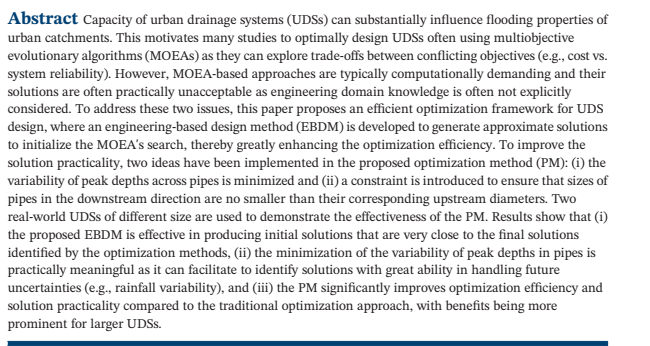 Abstract Capacity of urban drainage systems (UDSs) can substantially influence flooding properties of
urban catchments. This motivates many studies to optimally design UDSs often using multiobjective
evolutionary algorithms (MOEAs) as they can explore trade-offs between conflicting objectives (e.g., cost vs.
system reliability). However, MOEA-based approaches are typically computationally demanding and their
solutions are often practically unacceptable as engineering domain knowledge is often not explicitly
considered. To address these two issues, this paper proposes an efficient optimization framework for UDS
design, where an engineering-based design method (EBDM) is developed to generate approximate solutions
to initialize the MOEA's search, thereby greatly enhancing the optimization efficiency. To improve the
solution practicality, two ideas have been implemented in the proposed optimization method (PM): (i) the
variability of peak depths across pipes is minimized and (ii) a constraint is introduced to ensure that sizes of
pipes in the downstream direction are no smaller than their corresponding upstream diameters. Two
real-world UDSs of different size are used to demonstrate the effectiveness of the PM. Results show that (i)
the proposed EBDM is effective in producing initial solutions that are very close to the final solutions
identified by the optimization methods, (ii) the minimization of the variability of peak depths in pipes is
practically meaningful as it can facilitate to identify solutions with great ability in handling future
uncertainties (e.g., rainfall variability), and (iii) the PM significantly improves optimization efficiency and
solution practicality compared to the traditional optimization approach, with benefits being more
prominent for larger UDSs.